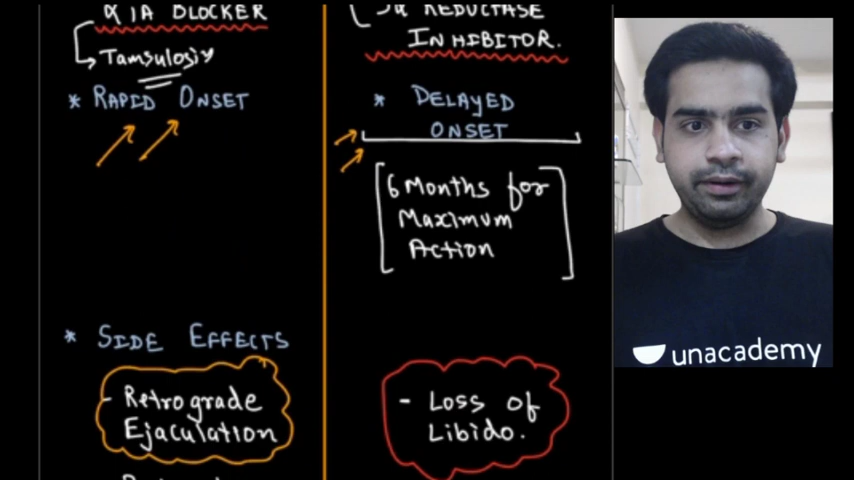 α 1A BLOCKER
Tamsulosin
* RAPID ONSET
* SIDE EFFECTS
- Retrograde
Ejaculation
5α REDUCTASE
INHIBITOR.
* DELAYED
ONSET
6 Months for
Maximum
Action
- Loss of
Libido.
unacademy